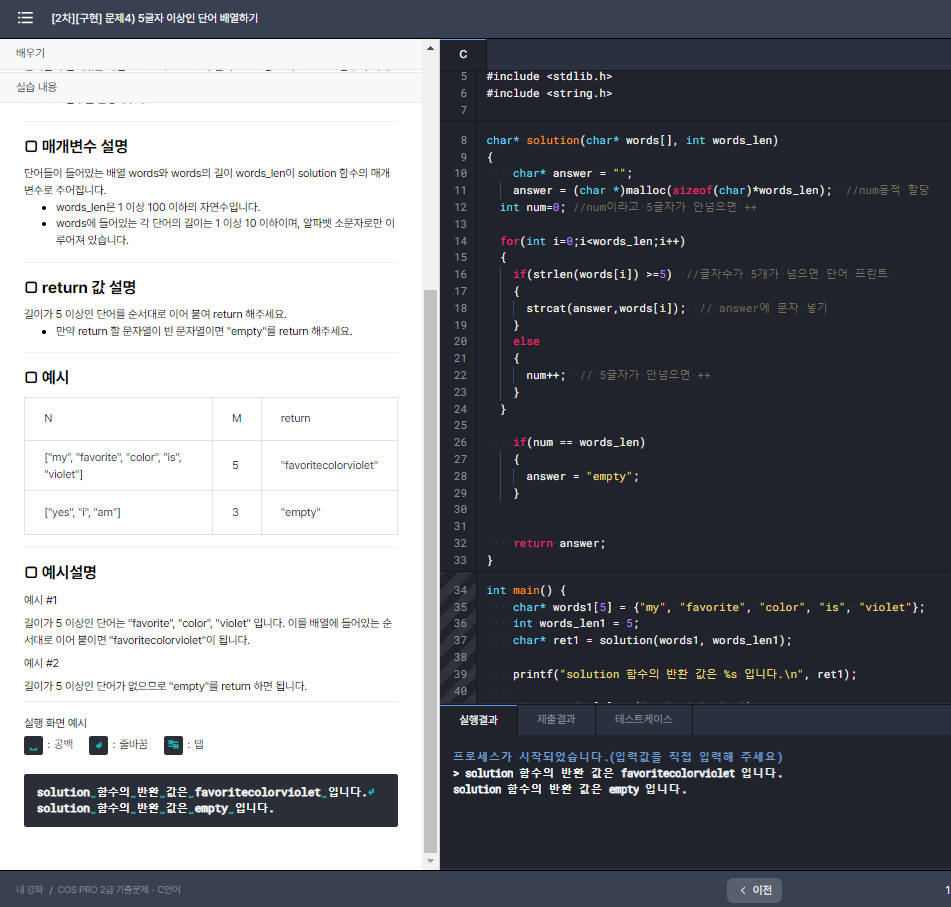 [2차][구현] 문제4) 5글자 이상인 단어 배열하기
배우기
실습 내용
매개변수 설명
단어들이 들어있는 배열 words와 words의 길이 words_len이 solution 함수의 매개
변수로 주어집니다.
words_len은 1 이상 100 이하의 자연수입니다.
words에 들어있는 각 단어의 길이는 1 이상 10 이하이며, 알파벳 소문자로만 이
루어져 있습니다.
return 값 설명
길이가 5 이상인 단어를 순서대로 이어 붙여 return 해주세요.
만약 return 할 문자열이 빈 문자열이면 "empty"를 return 해주세요.
예시
N M return
["my", "favorite", "color", "is",
"violet"] 5 "favoritecolorviolet"
["yes", "i", "am"] 3 "empty"
예시설명
예시 #1
길이가 5 이상인 단어는 "favorite", "color", "violet" 입니다. 이를 배열에 들어있는 순
서대로 이어 붙이면 "favoritecolorviolet"이 됩니다.
예시 #2
길이가 5 이상인 단어가 없으므로 "empty"를 return 하면 됩니다.
실행 화면 예시
: 공백 : 줄바꿈 : 탭
solution 함수의 반환 값은 favoritecolorviolet 입니다.
solution 함수의 반환 값은 empty 입니다.
C
5 #include <stdlib.h>
6 #include <string.h>
7
8 char* solution(char* words[], int words_len)
9 {
10 char* answer = "";
11 answer = (char *)malloc(sizeof(char)*words_len); //num동적 할당
12 int num=0; //num이라고 5글자가 안넘으면 ++
13
14 for(int i=0;i<words_len;i++)
15 {
16 if(strlen(words[i]) >=5) //글자수가 5개가 넘으면 단어 프린트
17 {
18 strcat(answer,words[i]); // answer에 문자 넣기
19 }
20 else
21 {
22 num++; // 5글자가 안넘으면 ++
23 }
24 }
25
26 if(num == words_len)
27 {
28 answer = "empty";
29 }
30
31
32 return answer;
33 }
34 int main() {
35 char* words1[5] = {"my", "favorite", "color", "is", "violet"};
36 int words_len1 = 5;
37 char* ret1 = solution(words1, words_len1);
38
39 printf("solution 함수의 반환 값은 %s 입니다.\n", ret1);
40
실행결과 제출결과 테스트케이스
프로세스가 시작되었습니다.(입력값을 직접 입력해 주세요)
> solution 함수의 반환 값은 favoritecolorviolet 입니다.
solution 함수의 반환 값은 empty 입니다.
내 강좌 / COS PRO 2급 기출문제 - C언어
이전
1